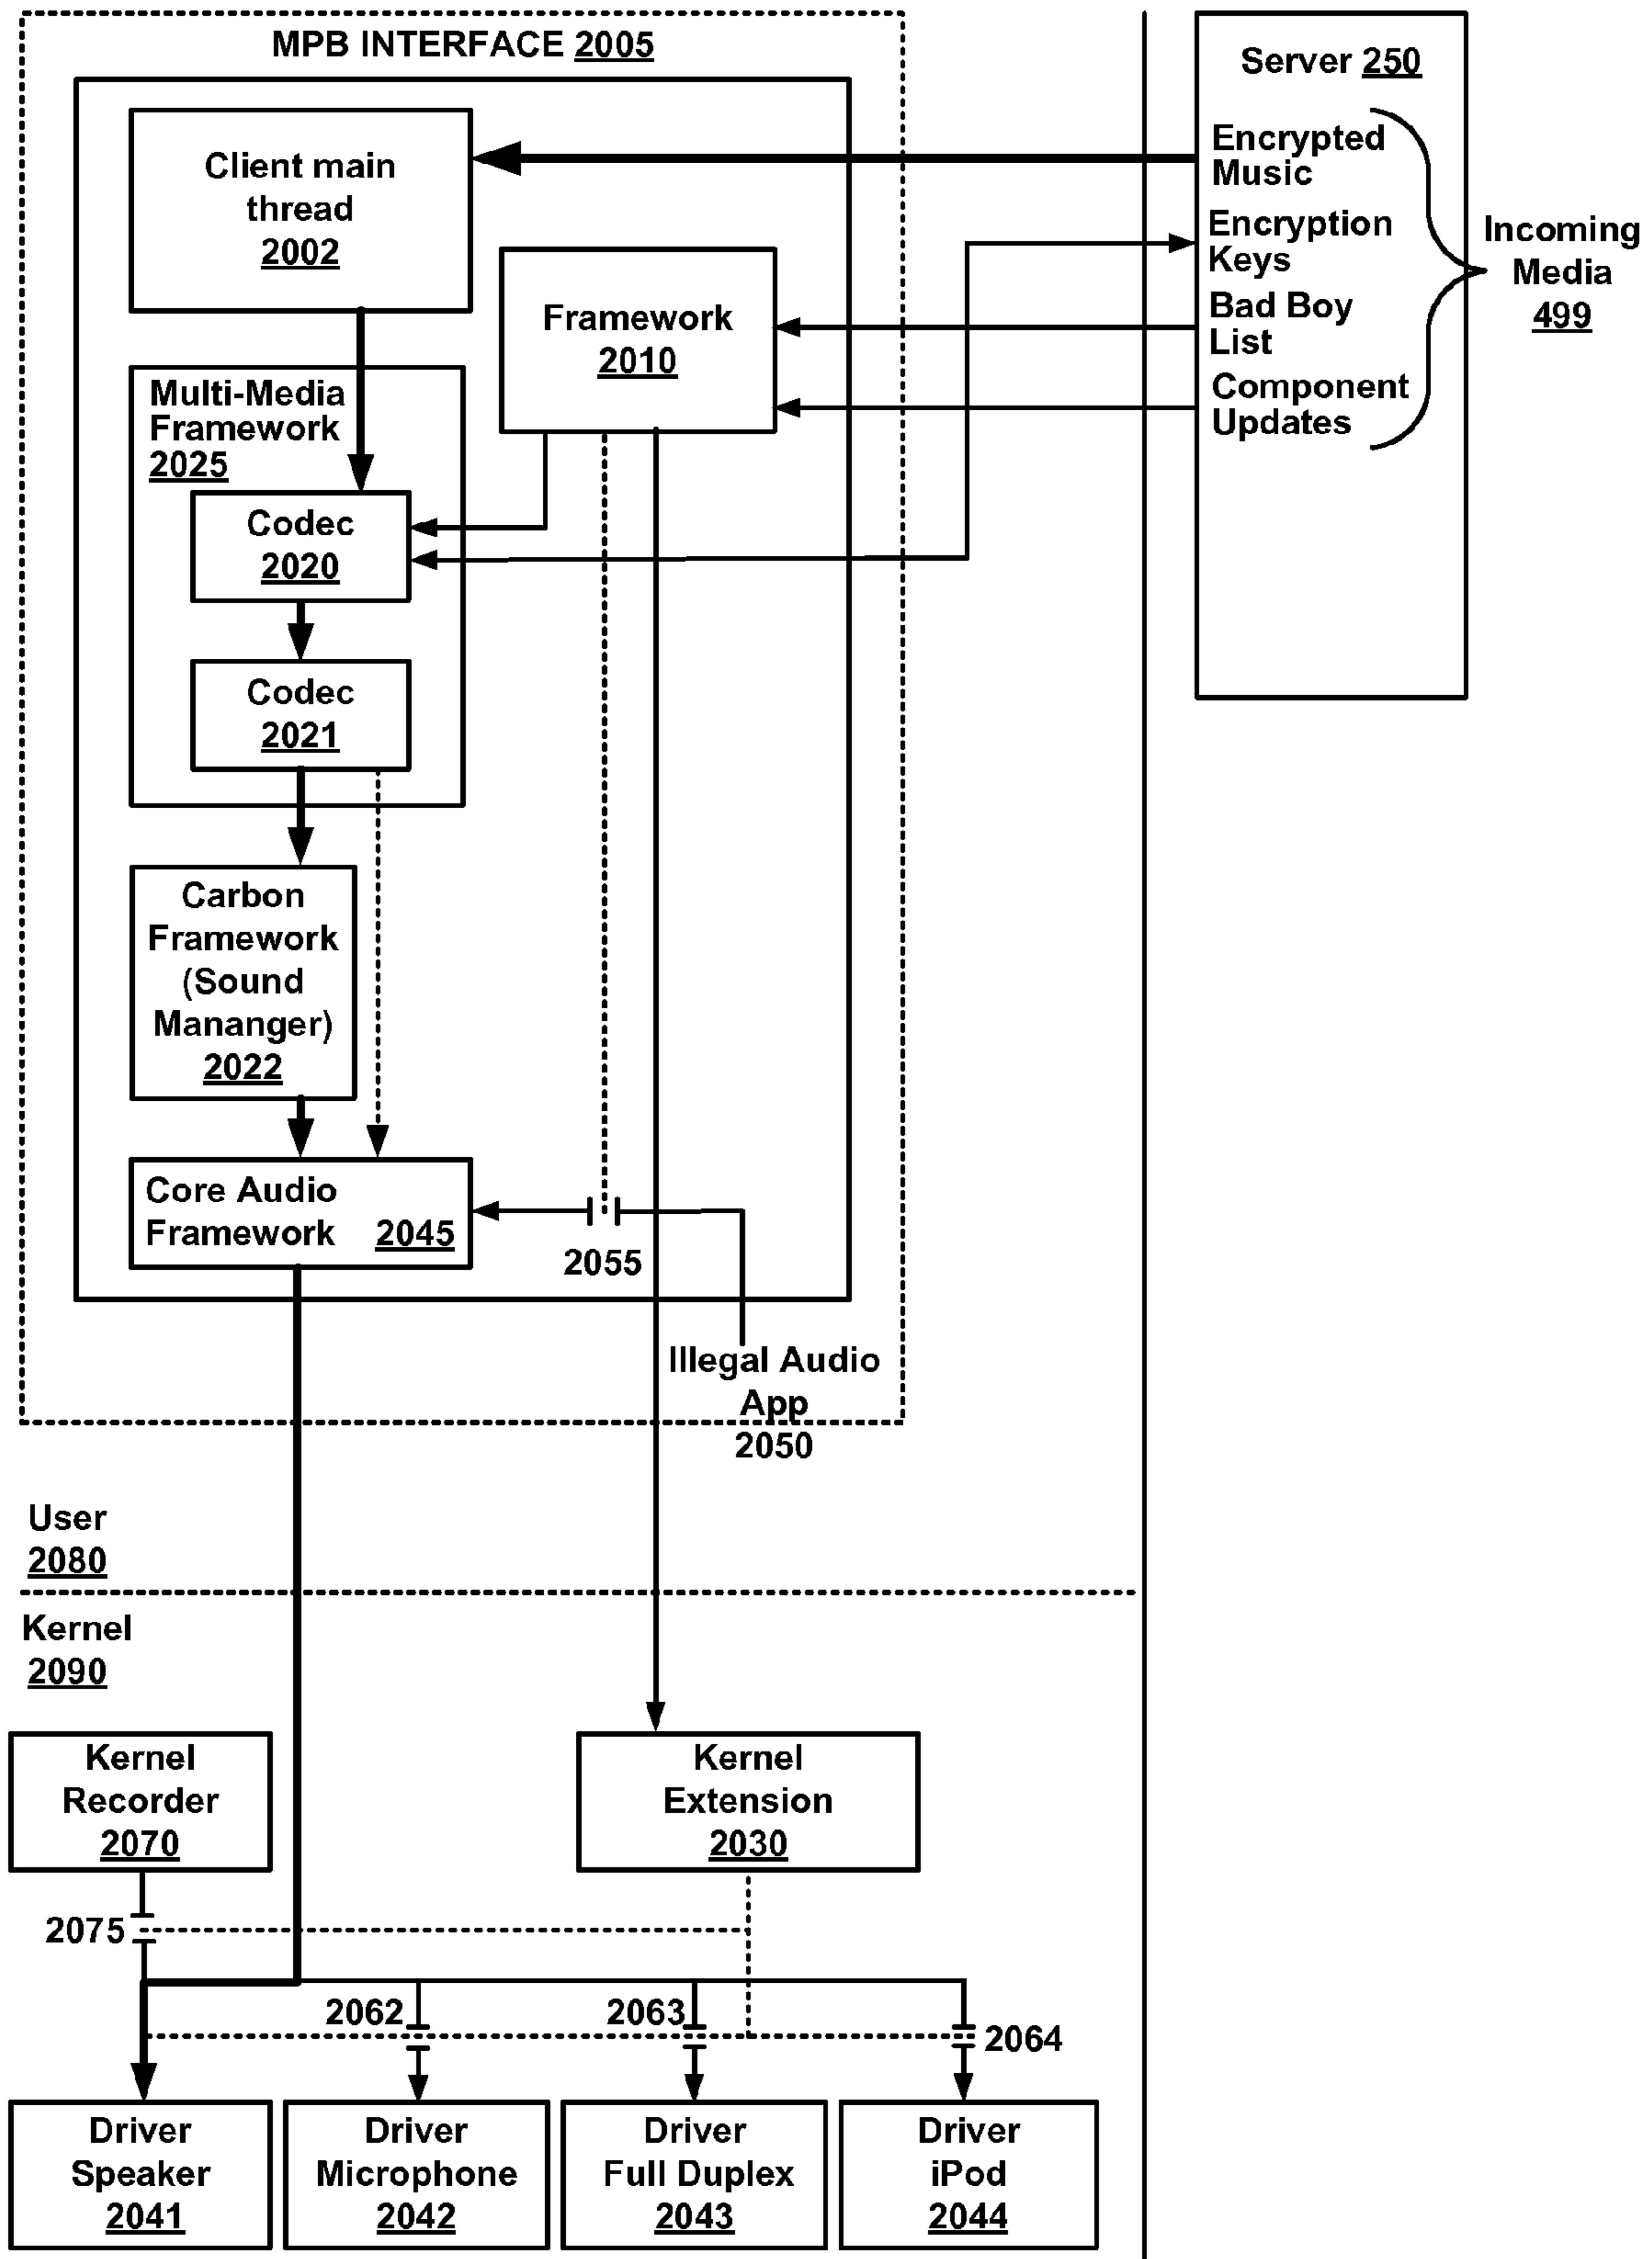 MPB INTERFACE 2005
Server 250
Client main
thread
2002
Encrypted
Music
Encryption
Keys
Bad Boy
List
Component
Updates
Incoming
Media
499
Framework
2010
Multi-Media
Framework
2025
Codec
2020
Codec
2021
Carbon
Framework
(Sound
Mananger)
2022
Core Audio
Framework 2045
2055
Illegal Audio
App
2050
User
2080
Kernel
2090
Kernel
Recorder
2070
Kernel
Extension
2030
2075
2062
2063
2064
Driver
Speaker
2041
Driver
Microphone
2042
Driver
Full Duplex
2043
Driver
iPod
2044